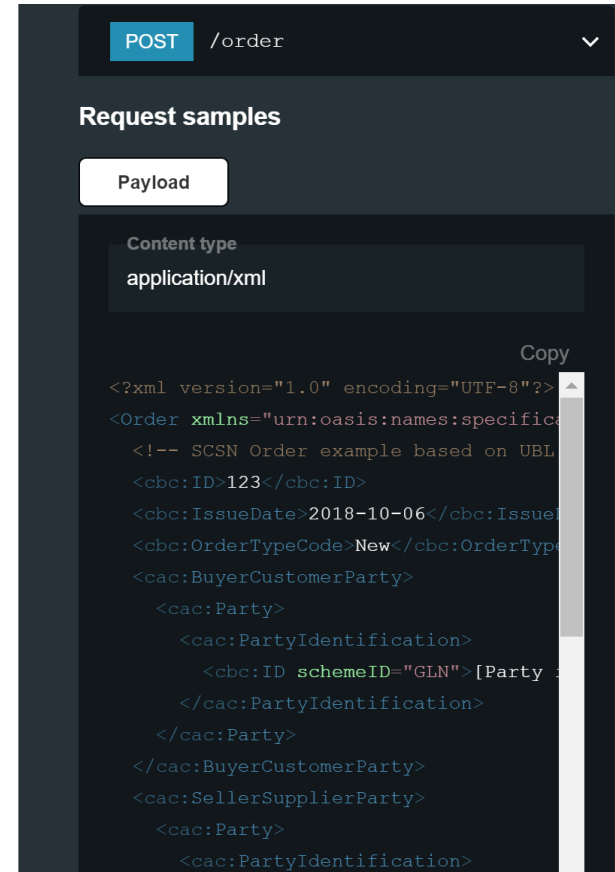 POST /order
Request samples
Payload
Content type
application/xml
Copy
<?xml version="1.0" encoding="UTF-8"?>
<Order xmlns="urn:oasis:names:specifica
<!-- SCSN Order example based on UBL
<cbc:ID>123</cbc:ID>
<cbc:IssueDate>2018-10-06</cbc:Issue
<cbc:OrderTypeCode>New</cbc:OrderType
<cac:BuyerCustomerParty>
<cac:Party>
<cac:PartyIdentification>
<cbc:ID schemeID="GLN">[Party
</cac:PartyIdentification>
</cac:Party>
</cac:BuyerCustomerParty>
<cac:SellerSupplierParty>
<cac:Party>
<cac:PartyIdentification>